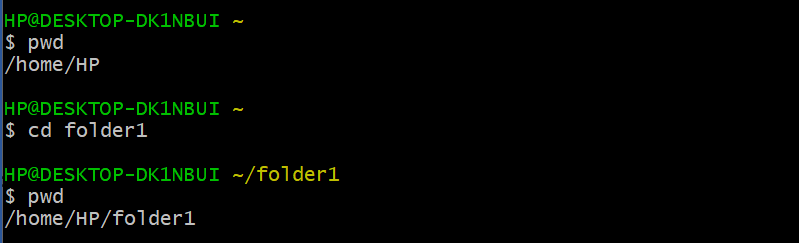 HP@DESKTOP-DK1NBUI ~
$ pwd
/home/HP
HP@DESKTOP-DK1NBUI ~
$ cd folder1
HP@DESKTOP-DK1NBUI ~/folder1
$ pwd
/home/HP/folder1